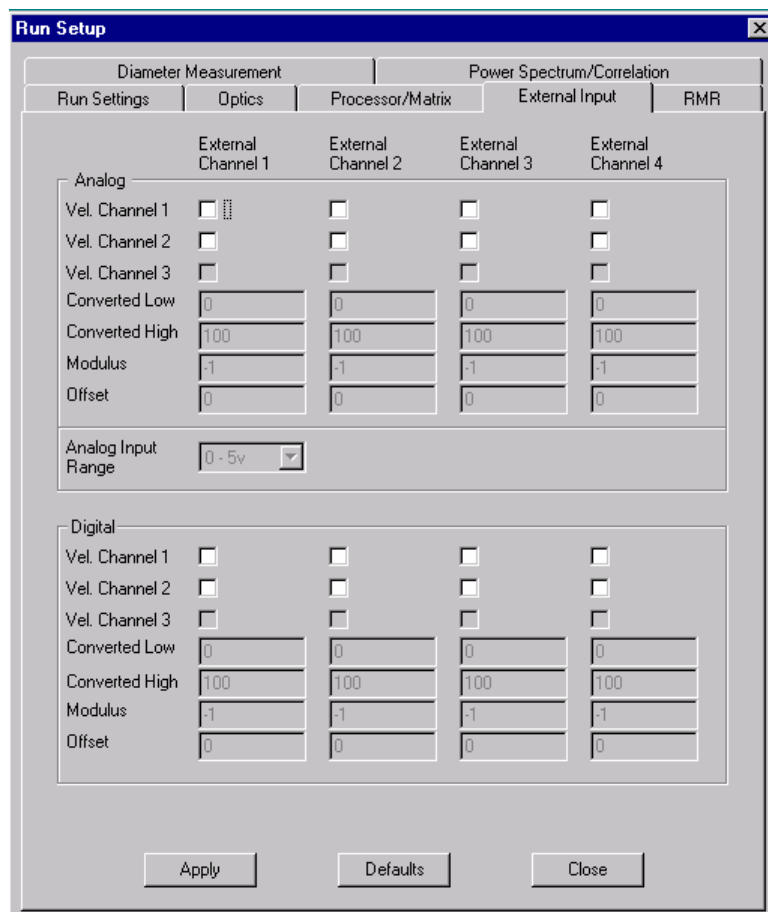 Run Setup
Diameter Measurement Power Spectrum/Correlation
Run Settings Optics Processor/Matrix External Input RMR
External Channel 1 External Channel 2 External Channel 3 External Channel 4
Analog
Vel. Channel 1
Vel. Channel 2
Vel. Channel 3
Converted Low 0 0 0 0
Converted High 100 100 100 100
Modulus -1 -1 -1 -1
Offset 0 0 0 0
Analog Input Range 0 - 5v
Digital
Vel. Channel 1
Vel. Channel 2
Vel. Channel 3
Converted Low 0 0 0 0
Converted High 100 100 100 100
Modulus -1 -1 -1 -1
Offset 0 0 0 0
Apply Defaults Close